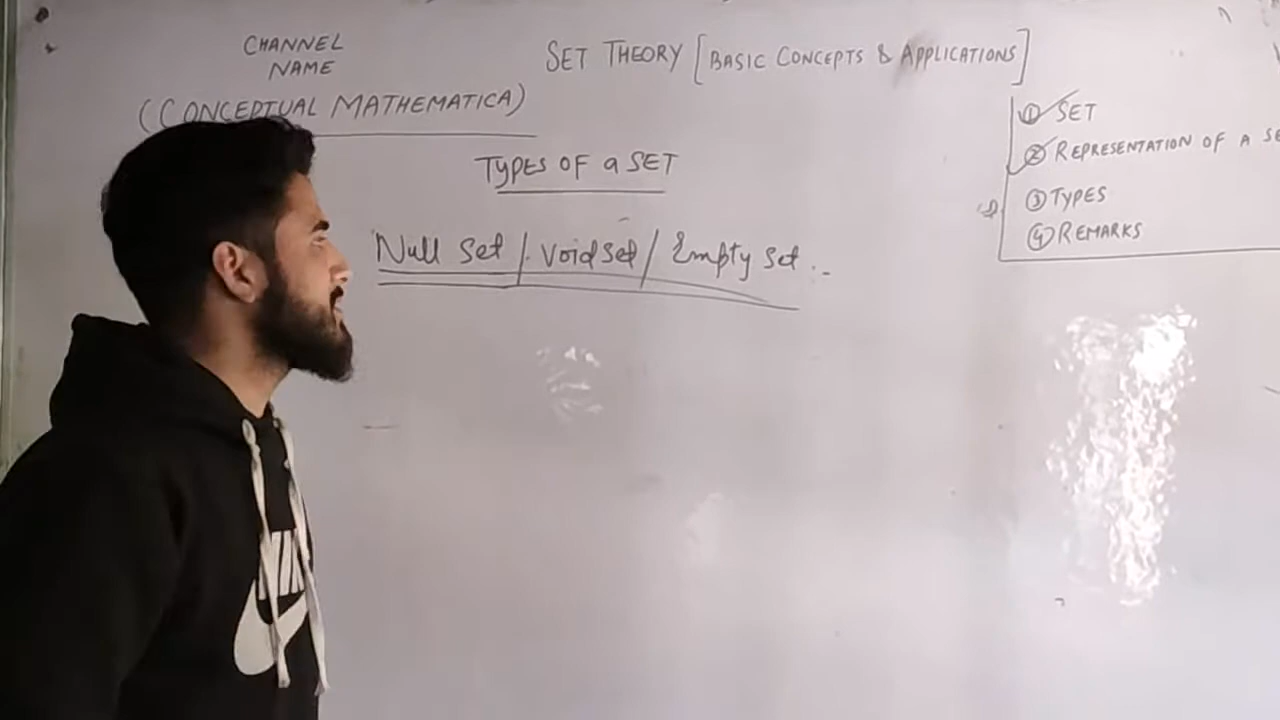 CHANNEL
NAME
(CONCEPTUAL MATHEMATICA)
SET THEORY [BASIC CONCEPTS & APPLICATIONS]
① SET
② REPRESENTATION OF A SE
③ TYPES
④ REMARKS
TYPES OF a SET
Null set / Void set / Empty set :-
NIKE